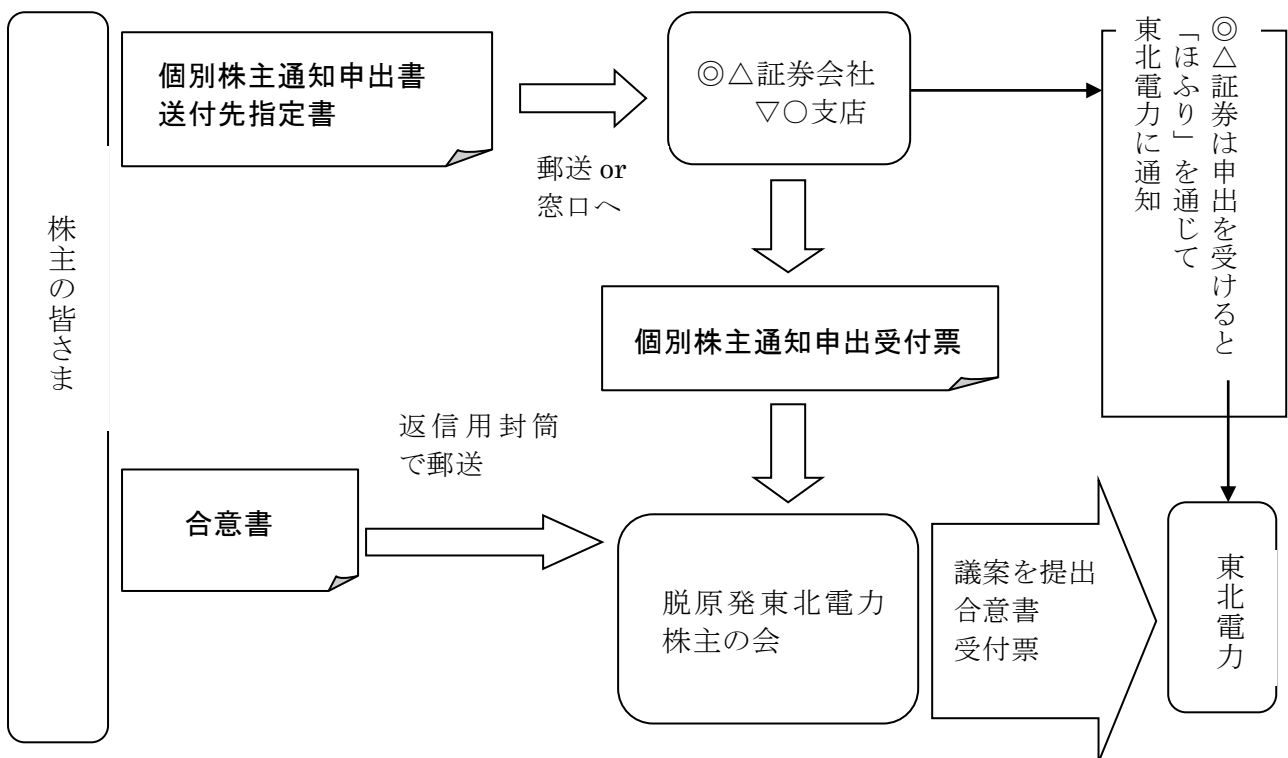 株主の皆さま
個別株主通知申出書
送付先指定書
郵送 or
窓口へ
◎△証券会社
▽○支店
◎△証券は申出を受けると
「ほふり」を通じて
東北電力に通知
個別株主通知申出受付票
合意書
返信用封筒
で郵送
脱原発東北電力
株主の会
議案を提出
合意書
受付票
東北電力